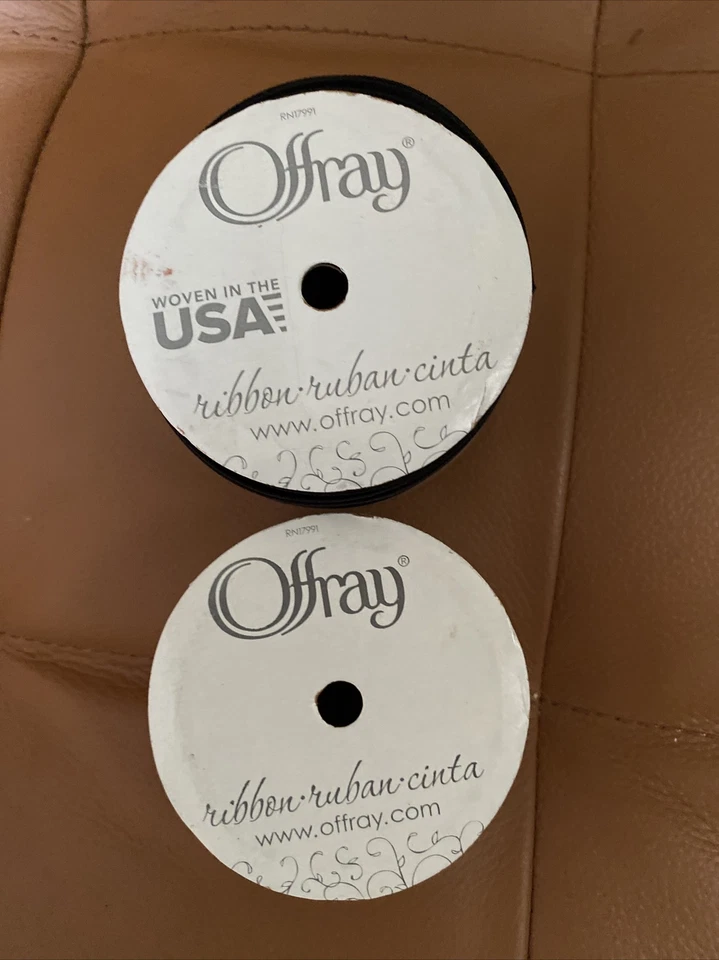 RN17991
Offray®
WOVEN IN THE
USA
ribbon·ruban·cinta
www.offray.com
RN17991
Offray®
ribbon·ruban·cinta
www.offray.com